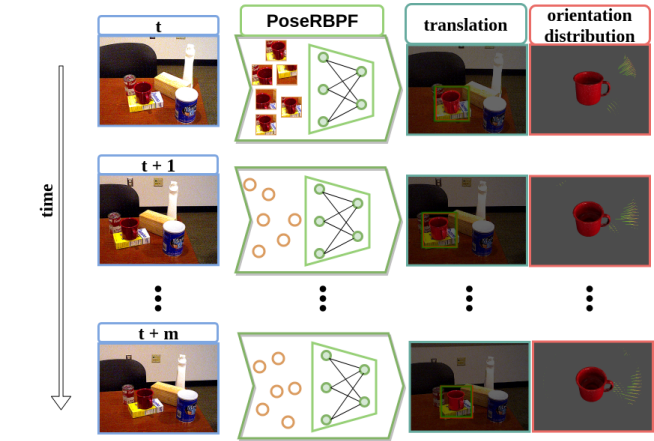 t
PoseRBPF
translation
orientation
distribution
time
t + 1
t + m